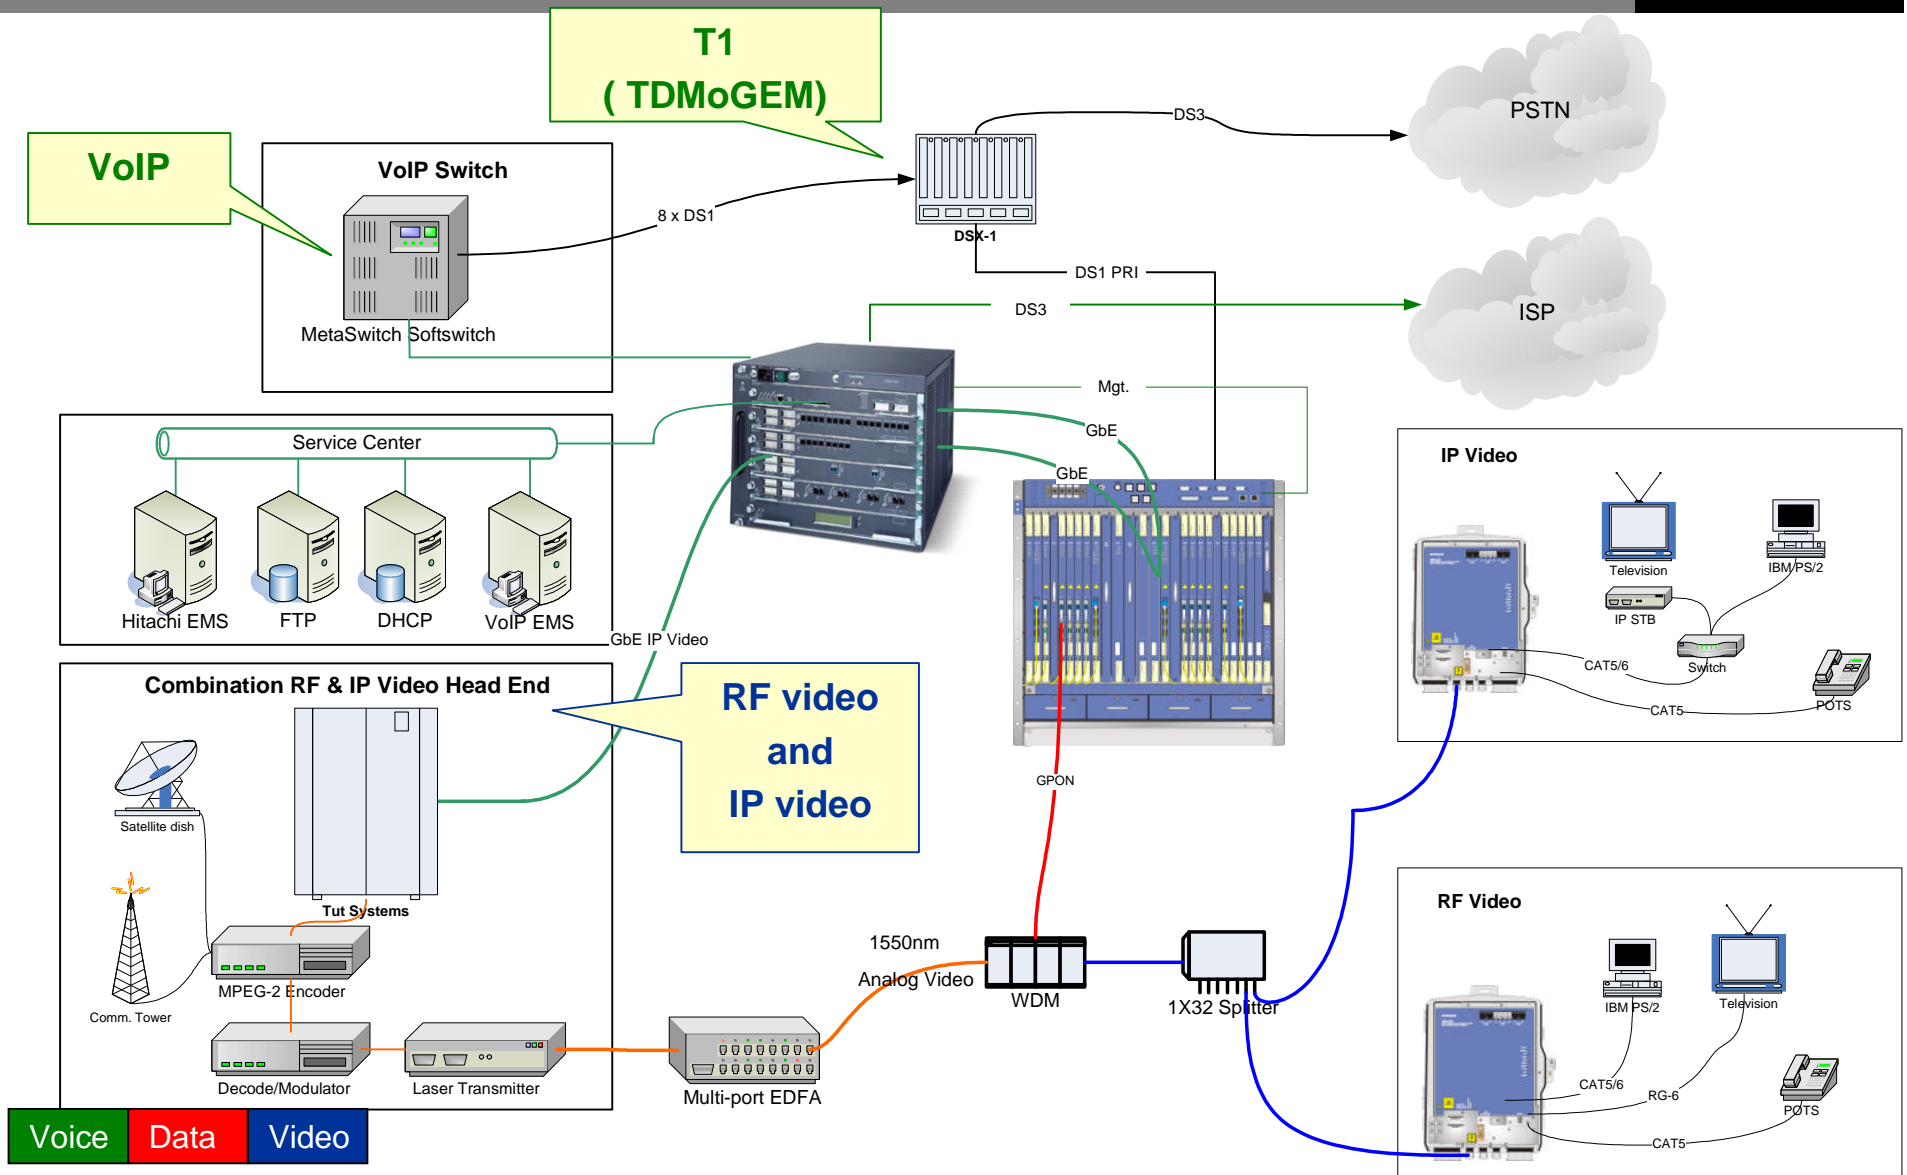 T1
( TDMoGEM)
VoIP
VoIP Switch
MetaSwitch Softswitch
8 x DS1
DSX-1
DS3
PSTN
DS1 PRI
DS3
ISP
Mgt.
GbE
GbE
Service Center
Hitachi EMS
FTP
DHCP
VoIP EMS
GbE IP Video
Combination RF & IP Video Head End
RF video
and
IP video
Satellite dish
Comm. Tower
Tut Systems
MPEG-2 Encoder
Decode/Modulator
Laser Transmitter
Multi-port EDFA
1550nm
Analog Video
GPON
WDM
1X32 Splitter
IP Video
Television
IBM PS/2
IP STB
Switch
CAT5/6
CAT5
POTS
RF Video
IBM PS/2
Television
CAT5/6
RG-6
POTS
CAT5
Voice
Data
Video